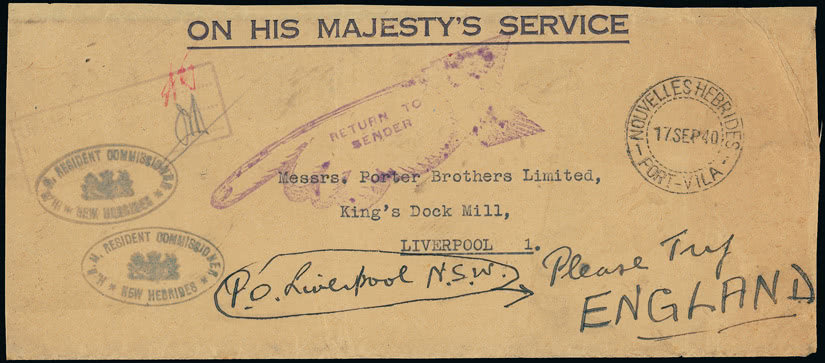 ON HIS MAJESTY'S SERVICE
RETURN TO
SENDER
NOUVELLES HEBRIDES
17 SEP 40
- PORT-VILA -
H.B.M. RESIDENT COMMISSIONER
* NEW HEBRIDES *
Messrs. Porter Brothers Limited,
King's Dock Mill,
LIVERPOOL 1.
H.B.M. RESIDENT COMMISSIONER
* NEW HEBRIDES *
P.O. Liverpool N.S.W.
Please Try
ENGLAND